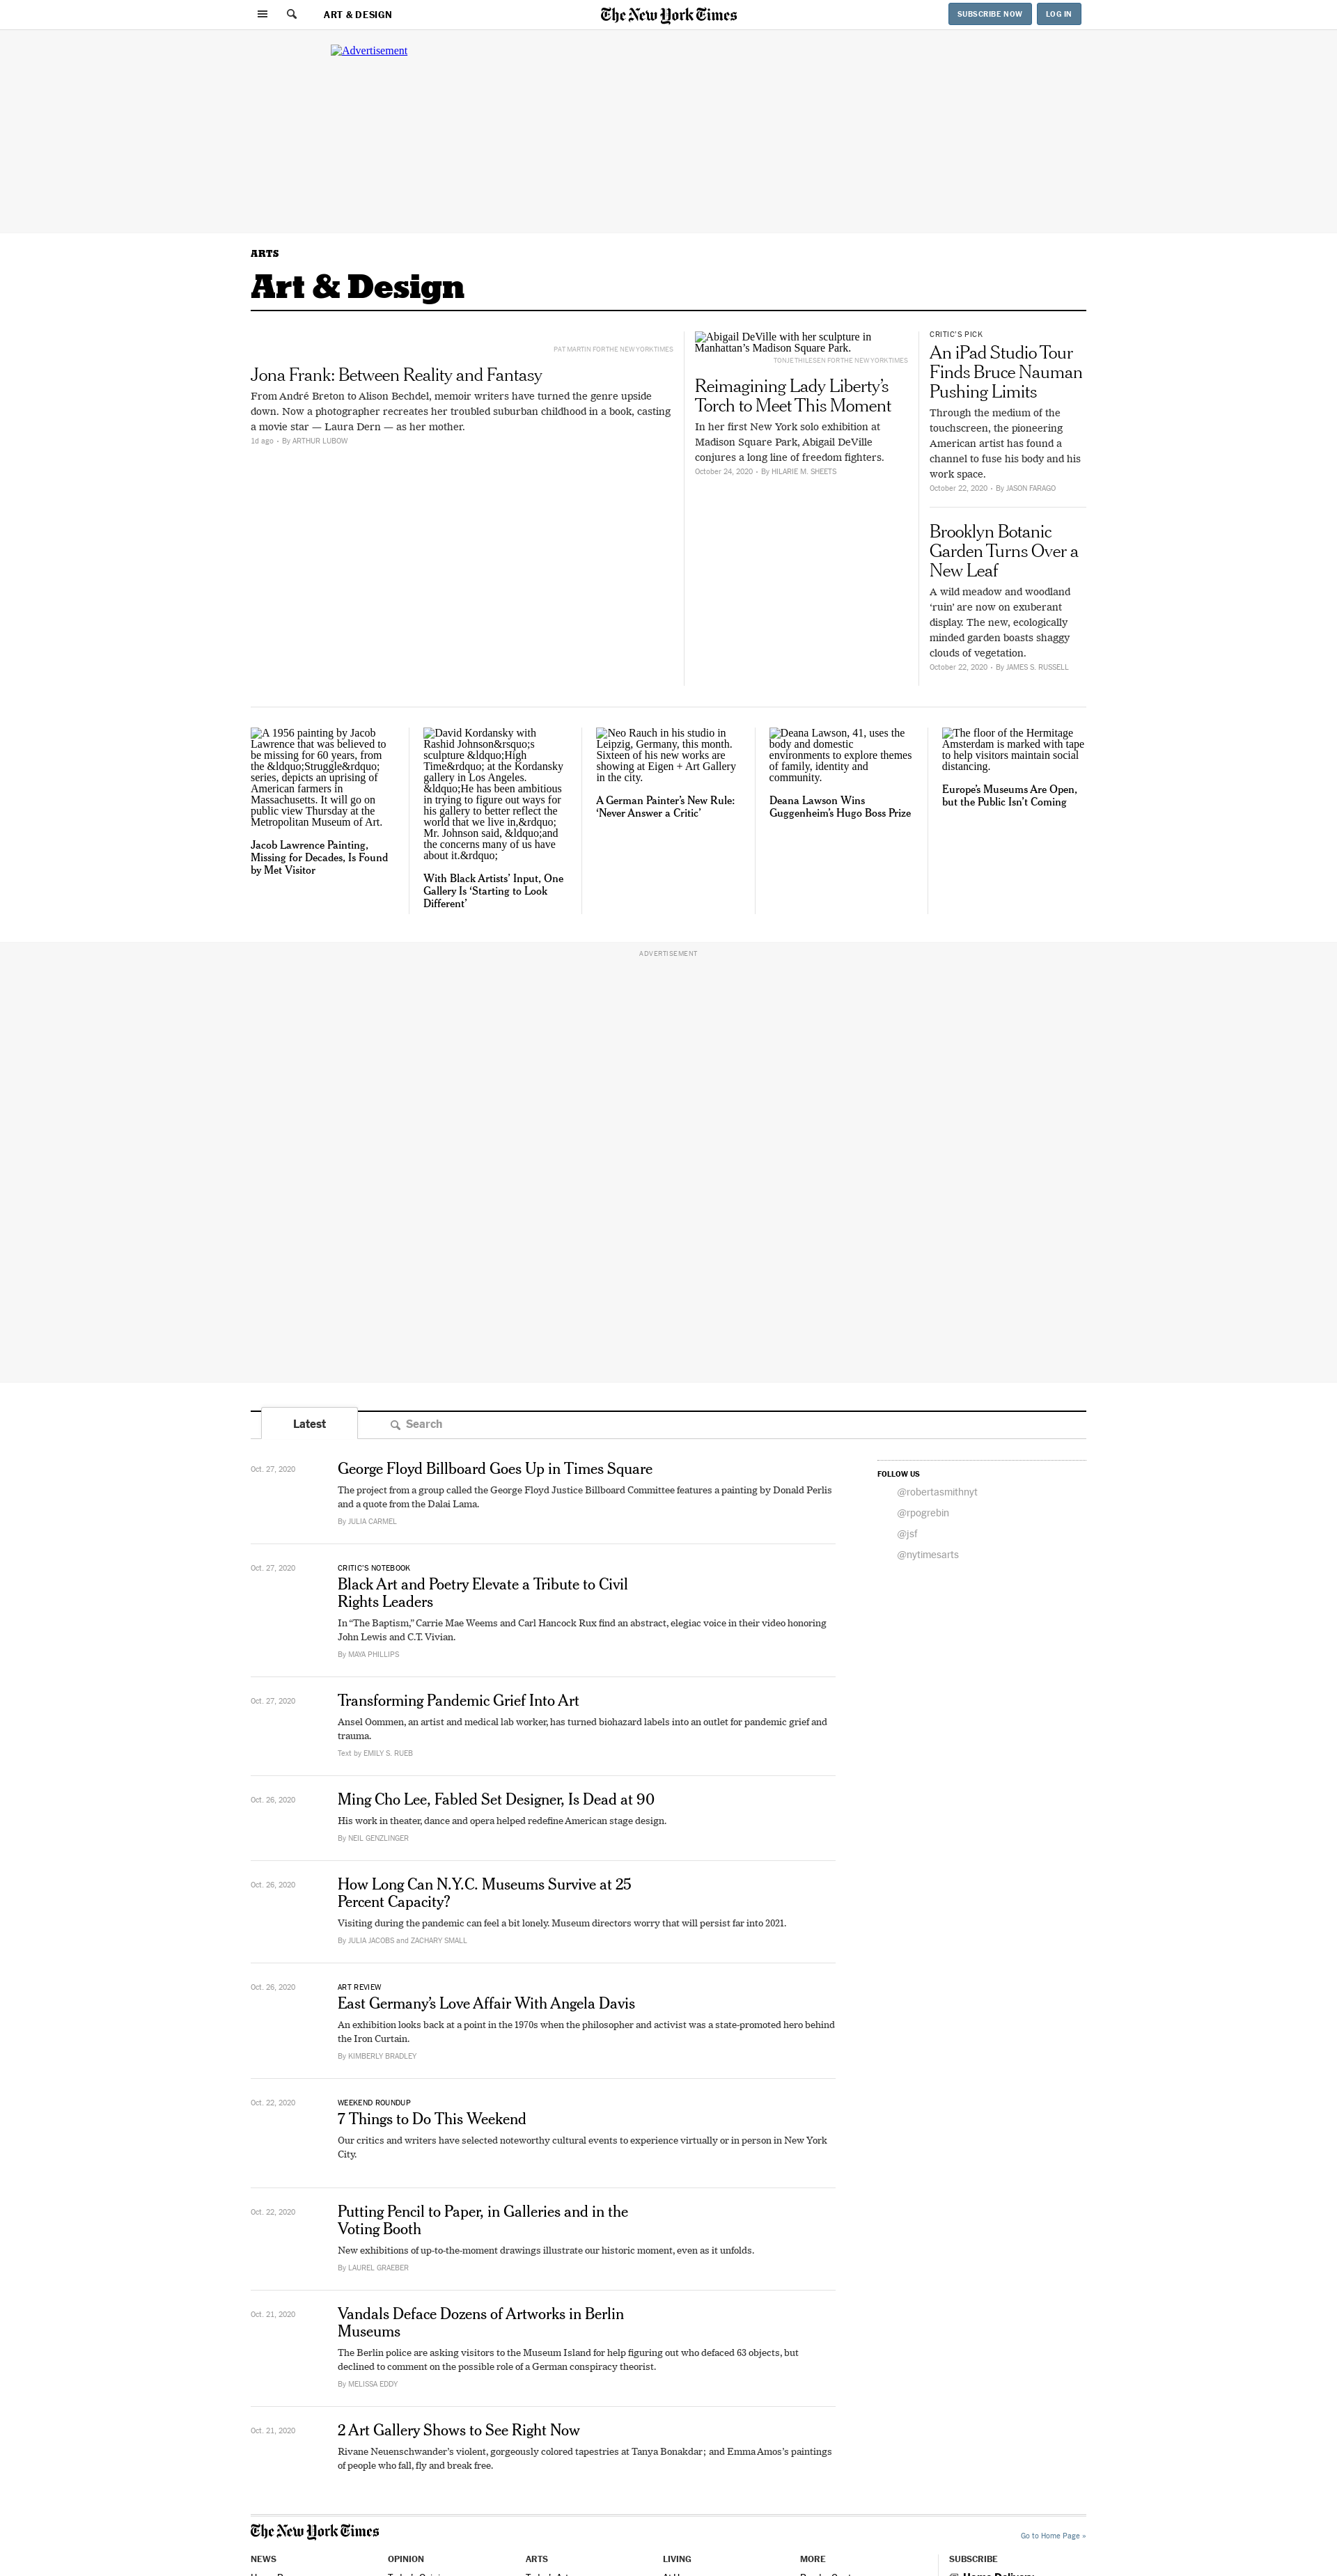 ART & DESIGN
The New York Times
SUBSCRIBE NOW
LOG IN
Advertisement
ARTS
Art & Design
PAT MARTIN FOR THE NEW YORK TIMES
Jona Frank: Between Reality and Fantasy
From André Breton to Alison Bechdel, memoir writers have turned the genre upside
down. Now a photographer recreates her troubled suburban childhood in a book, casting
a movie star — Laura Dern — as her mother.
1d ago • By ARTHUR LUBOW
Abigail DeVille with her sculpture in
Manhattan’s Madison Square Park.
TONJE THILESEN FOR THE NEW YORK TIMES
Reimagining Lady Liberty’s
Torch to Meet This Moment
In her first New York solo exhibition at
Madison Square Park, Abigail DeVille
conjures a long line of freedom fighters.
October 24, 2020 • By HILARIE M. SHEETS
CRITIC’S PICK
An iPad Studio Tour
Finds Bruce Nauman
Pushing Limits
Through the medium of the
touchscreen, the pioneering
American artist has found a
channel to fuse his body and his
work space.
October 22, 2020 • By JASON FARAGO
Brooklyn Botanic
Garden Turns Over a
New Leaf
A wild meadow and woodland
‘ruin’ are now on exuberant
display. The new, ecologically
minded garden boasts shaggy
clouds of vegetation.
October 22, 2020 • By JAMES S. RUSSELL
A 1956 painting by Jacob
Lawrence that was believed to
be missing for 60 years, from
the &ldquo;Struggle&rdquo;
series, depicts an uprising of
American farmers in
Massachusetts. It will go on
public view Thursday at the
Metropolitan Museum of Art.
Jacob Lawrence Painting,
Missing for Decades, Is Found
by Met Visitor
David Kordansky with
Rashid Johnson&rsquo;s
sculpture &ldquo;High
Time&rdquo; at the Kordansky
gallery in Los Angeles.
&ldquo;He has been ambitious
in trying to figure out ways for
his gallery to better reflect the
world that we live in,&rdquo;
Mr. Johnson said, &ldquo;and
the concerns many of us have
about it.&rdquo;
With Black Artists’ Input, One
Gallery Is ‘Starting to Look
Different’
Neo Rauch in his studio in
Leipzig, Germany, this month.
Sixteen of his new works are
showing at Eigen + Art Gallery
in the city.
A German Painter’s New Rule:
‘Never Answer a Critic’
Deana Lawson, 41, uses the
body and domestic
environments to explore themes
of family, identity and
community.
Deana Lawson Wins
Guggenheim’s Hugo Boss Prize
The floor of the Hermitage
Amsterdam is marked with tape
to help visitors maintain social
distancing.
Europe’s Museums Are Open,
but the Public Isn’t Coming
ADVERTISEMENT
Latest
Search
Oct. 27, 2020
George Floyd Billboard Goes Up in Times Square
The project from a group called the George Floyd Justice Billboard Committee features a painting by Donald Perlis
and a quote from the Dalai Lama.
By JULIA CARMEL
FOLLOW US
@robertasmithnyt
@rpogrebin
@jsf
@nytimesarts
Oct. 27, 2020
CRITIC’S NOTEBOOK
Black Art and Poetry Elevate a Tribute to Civil
Rights Leaders
In “The Baptism,” Carrie Mae Weems and Carl Hancock Rux find an abstract, elegiac voice in their video honoring
John Lewis and C.T. Vivian.
By MAYA PHILLIPS
Oct. 27, 2020
Transforming Pandemic Grief Into Art
Ansel Oommen, an artist and medical lab worker, has turned biohazard labels into an outlet for pandemic grief and
trauma.
Text by EMILY S. RUEB
Oct. 26, 2020
Ming Cho Lee, Fabled Set Designer, Is Dead at 90
His work in theater, dance and opera helped redefine American stage design.
By NEIL GENZLINGER
Oct. 26, 2020
How Long Can N.Y.C. Museums Survive at 25
Percent Capacity?
Visiting during the pandemic can feel a bit lonely. Museum directors worry that will persist far into 2021.
By JULIA JACOBS and ZACHARY SMALL
Oct. 26, 2020
ART REVIEW
East Germany’s Love Affair With Angela Davis
An exhibition looks back at a point in the 1970s when the philosopher and activist was a state-promoted hero behind
the Iron Curtain.
By KIMBERLY BRADLEY
Oct. 22, 2020
WEEKEND ROUNDUP
7 Things to Do This Weekend
Our critics and writers have selected noteworthy cultural events to experience virtually or in person in New York
City.
Oct. 22, 2020
Putting Pencil to Paper, in Galleries and in the
Voting Booth
New exhibitions of up-to-the-moment drawings illustrate our historic moment, even as it unfolds.
By LAUREL GRAEBER
Oct. 21, 2020
Vandals Deface Dozens of Artworks in Berlin
Museums
The Berlin police are asking visitors to the Museum Island for help figuring out who defaced 63 objects, but
declined to comment on the possible role of a German conspiracy theorist.
By MELISSA EDDY
Oct. 21, 2020
2 Art Gallery Shows to See Right Now
Rivane Neuenschwander’s violent, gorgeously colored tapestries at Tanya Bonakdar; and Emma Amos’s paintings
of people who fall, fly and break free.
The New York Times
Go to Home Page »
NEWS
OPINION
ARTS
LIVING
MORE
SUBSCRIBE